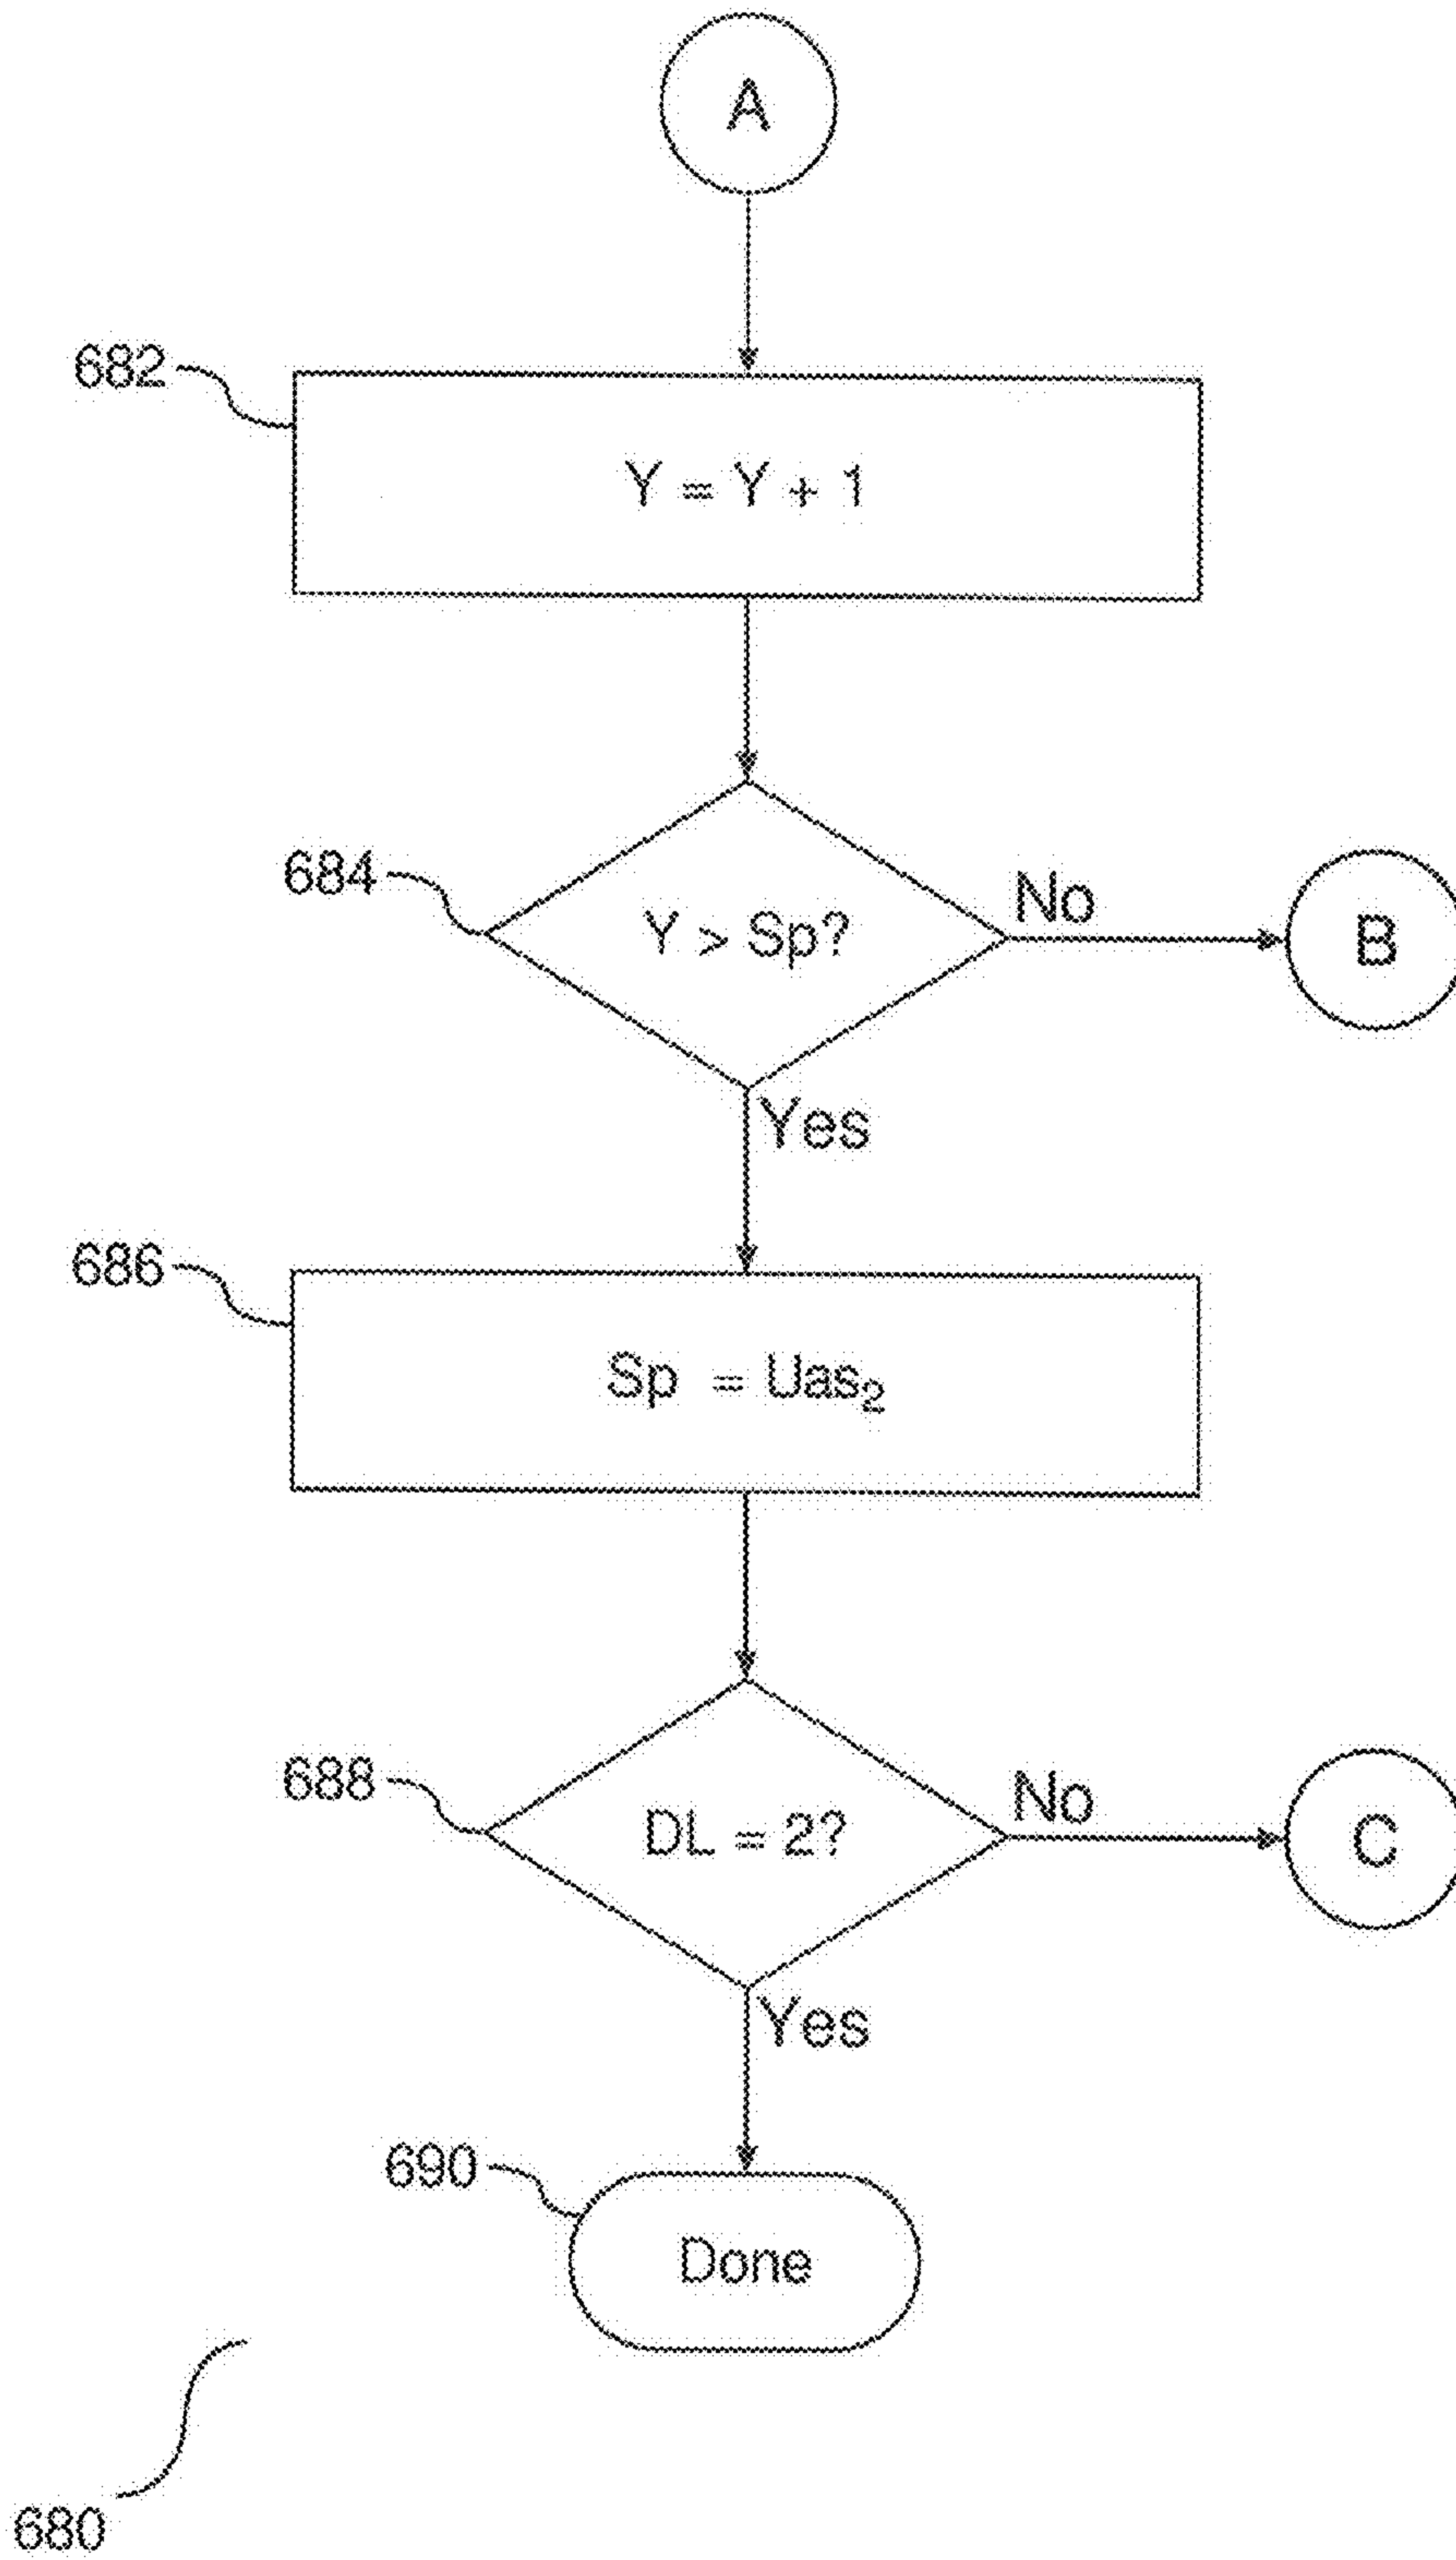 A
682
Y = Y + 1
684
Y > Sp?
No
B
Yes
686
Sp = Uas₂
688
DL = 2?
No
C
Yes
690
Done
680